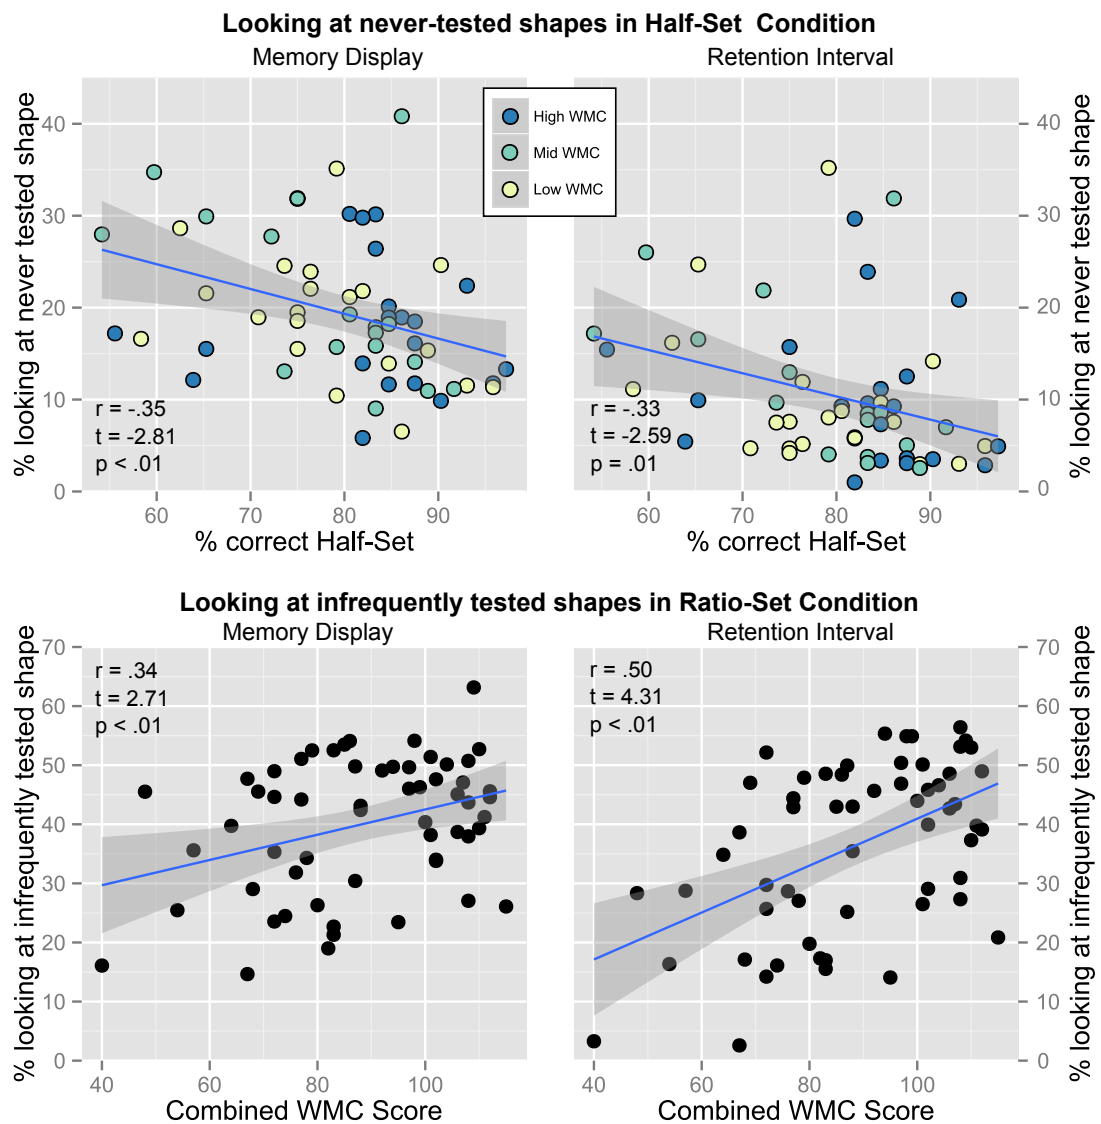 Looking at never-tested shapes in Half-Set Condition
Memory Display
Retention Interval
% looking at never tested shape
40
30
20
10
0
High WMC
Mid WMC
Low WMC
r = -.35
t = -2.81
p < .01
r = -.33
t = -2.59
p = .01
40
30
20
10
0
% looking at never tested shape
60 70 80 90
60 70 80 90
% correct Half-Set
% correct Half-Set
Looking at infrequently tested shapes in Ratio-Set Condition
Memory Display
Retention Interval
% looking at infrequently tested shape
70
60
50
40
30
20
10
0
r = .34
t = 2.71
p < .01
r = .50
t = 4.31
p < .01
70
60
50
40
30
20
10
0
% looking at infrequently tested shape
40 60 80 100
40 60 80 100
Combined WMC Score
Combined WMC Score